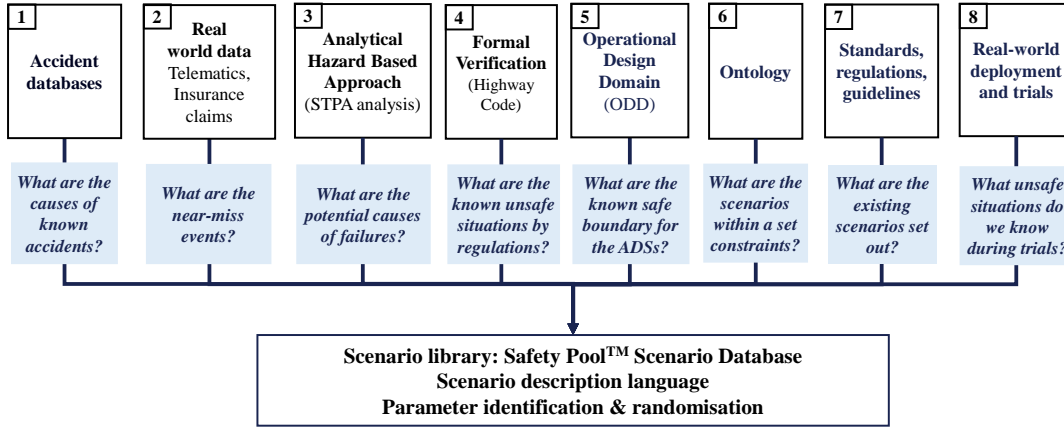 1
Accident
databases
2
Real
world data
Telematics,
Insurance
claims
3
Analytical
Hazard Based
Approach
(STPA analysis)
4
Formal
Verification
(Highway
Code)
5
Operational
Design
Domain
(ODD)
6
Ontology
7
Standards,
regulations,
guidelines
8
Real-world
deployment
and trials
What are the
causes of
known
accidents?
What are the
near-miss
events?
What are the
potential causes
of failures?
What are the
known unsafe
situations by
regulations?
What are the
known safe
boundary for
the ADSs?
What are the
scenarios
within a set
constraints?
What are the
existing
scenarios set
out?
What unsafe
situations do
we know
during trials?
Scenario library: Safety Pool™ Scenario Database
Scenario description language
Parameter identification & randomisation